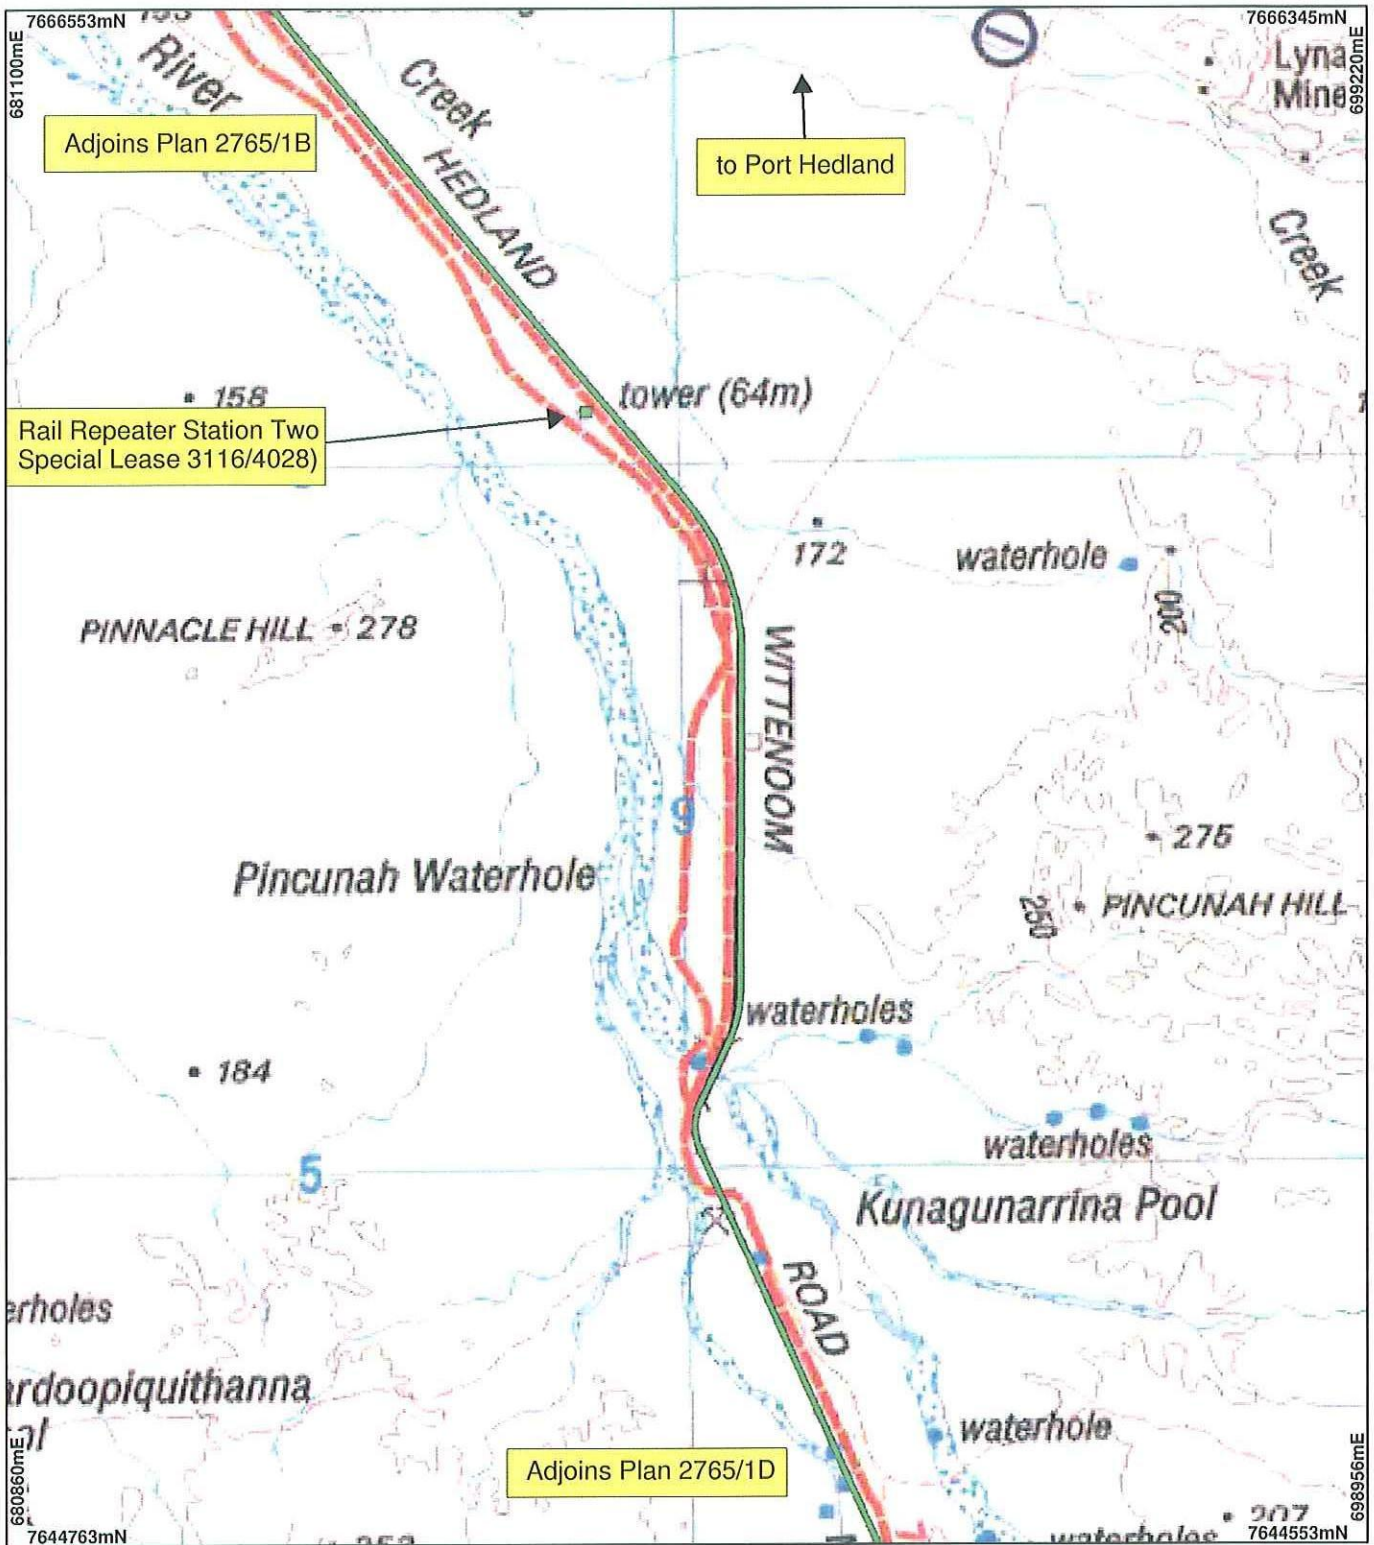 7666553mN
7666345mN
681100mE
699220mE
River
Creek
Lyna
Mine
Adjoins Plan 2765/1B
to Port Hedland
HEDLAND
Creek
158
tower (64m)
Rail Repeater Station Two
Special Lease 3116/4028)
172
waterhole
200
PINNACLE HILL
278
WITTENOOM
9
275
Pincunah Waterhole
250
PINCUNAH HILL
waterholes
184
waterholes
5
Kunagunarrina Pool
ROAD
erholes
ardoopiquithanna
waterhole
Adjoins Plan 2765/1D
680860mE
698956mE
207
waterholes
7644763mN
7644553mN